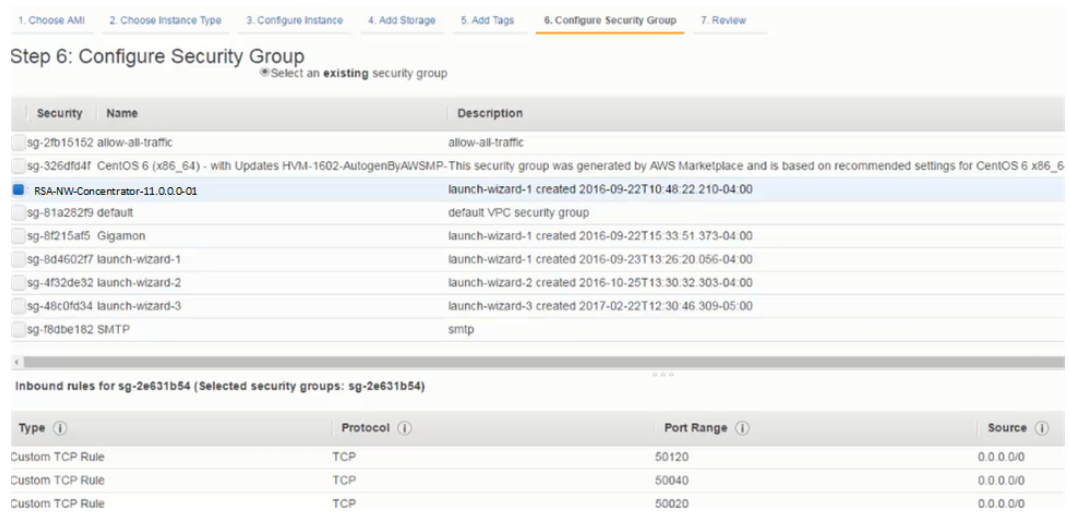 1. Choose AMI 2. Choose Instance Type 3. Configure Instance 4. Add Storage 5. Add Tags 6. Configure Security Group 7. Review
Step 6: Configure Security Group
Select an existing security group
Security Name Description
sg-2fb15152 allow-all-traffic allow-all-traffic
sg-326dfd4f CentOS 6 (x86_64) - with Updates HVM-1602-AutogenByAWSMP- This security group was generated by AWS Marketplace and is based on recommended settings for CentOS 6 x86_6
RSA-NW-Concentrator-11.0.0.0-01 launch-wizard-1 created 2016-09-22T10:48:22.210-04:00
sg-81a282f9 default default VPC security group
sg-8f215af5 Gigamon launch-wizard-1 created 2016-09-22T15:33:51.373-04:00
sg-8d4602f7 launch-wizard-1 launch-wizard-1 created 2016-09-23T13:26:20.056-04:00
sg-4f32de32 launch-wizard-2 launch-wizard-2 created 2016-10-25T13:30:32.303-04:00
sg-48c0fd34 launch-wizard-3 launch-wizard-3 created 2017-02-22T12:30:46.309-05:00
sg-f8dbe182 SMTP smtp
Inbound rules for sg-2e631b54 (Selected security groups: sg-2e631b54)
Type Protocol Port Range Source
Custom TCP Rule TCP 50120 0.0.0.0/0
Custom TCP Rule TCP 50040 0.0.0.0/0
Custom TCP Rule TCP 50020 0.0.0.0/0